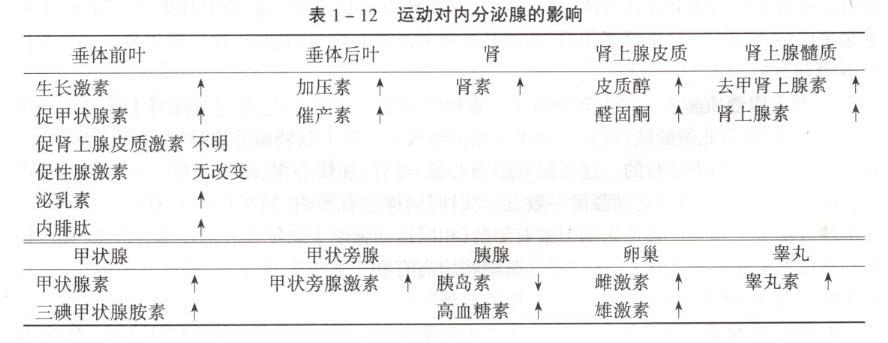 表 1-12 运动对内分泌腺的影响
垂体前叶 垂体后叶 肾 肾上腺皮质 肾上腺髓质
生长激素 ↑ 加压素 ↑ 肾素 ↑ 皮质醇 ↑ 去甲肾上腺素 ↑
促甲状腺素 ↑ 催产素 ↑ 醛固酮 ↑ 肾上腺素 ↑
促肾上腺皮质激素 不明
促性腺激素 无改变
泌乳素 ↑
内腓肽 ↑
甲状腺 甲状旁腺 胰腺 卵巢 睾丸
甲状腺素 ↑ 甲状旁腺激素 ↑ 胰岛素 ↓ 雌激素 ↑ 睾丸素 ↑
三碘甲状腺胺素 ↑ 高血糖素 ↑ 雄激素 ↑